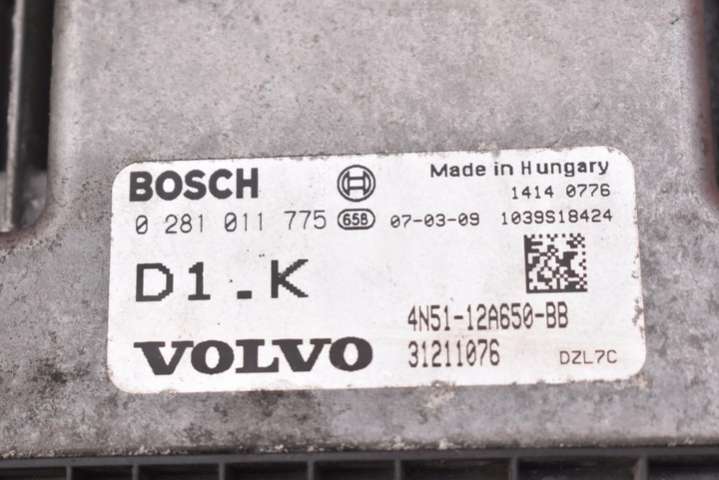 BOSCH Made in Hungary
1414 0776
0 281 011 775 658 07-03-09 1039S18424
D1.K
4N51-12A650-BB
VOLVO 31211076 DZL7C